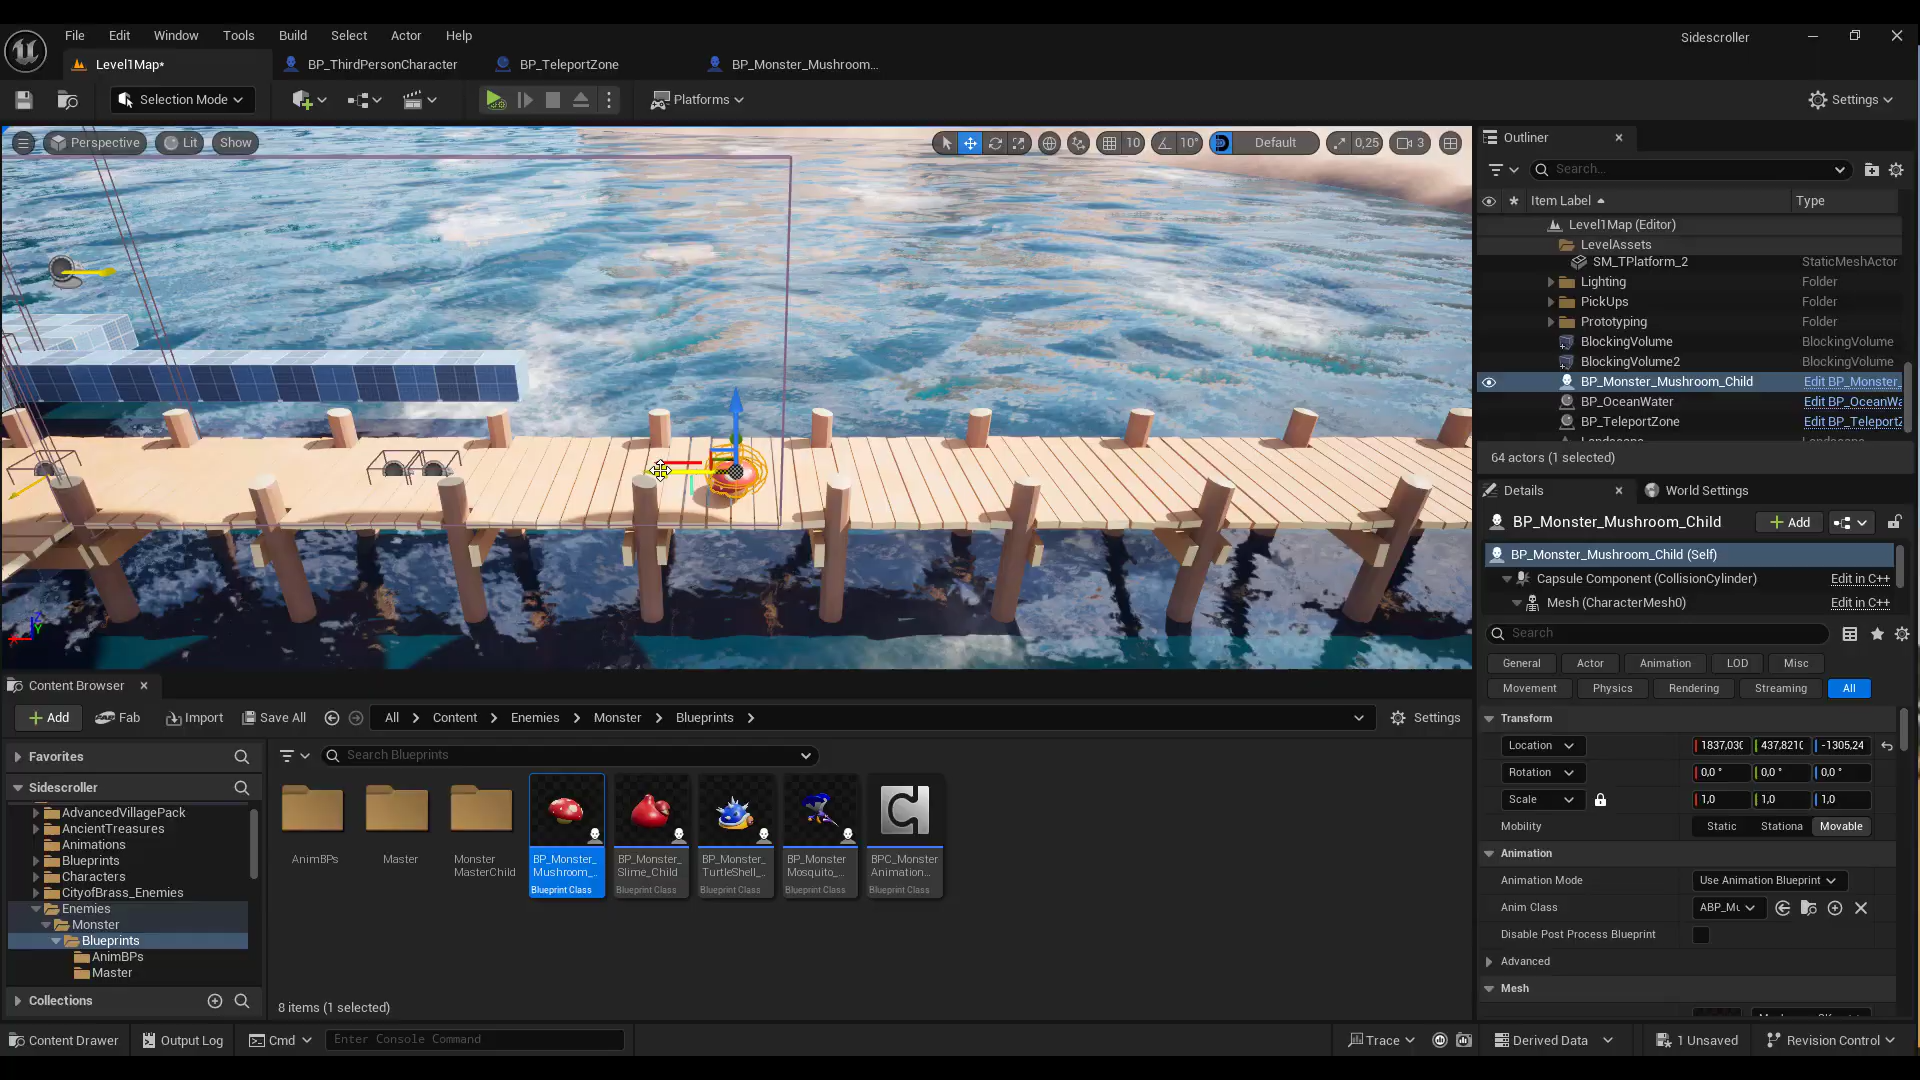 File Edit Window Tools Select Actor Help
Sidescroller
Level1Map*
BP_ThirdPersonCharacter
BP_TeleportZone
BP_Monster_Mushroom...
Selection Mode
Platforms
Settings
Perspective
Lit
Show
10
10°
Default
0,25
3
Outliner
Search...
Item Label
Type
Level1Map (Editor)
LevelAssets
SM_TPlatform_2 StaticMeshActor
Lighting Folder
PickUps Folder
Prototyping Folder
BlockingVolume BlockingVolume
BlockingVolume2 BlockingVolume
BP_Monster_Mushroom_Child Edit BP_Monster_
BP_OceanWater Edit BP_OceanWa
BP_TeleportZone Edit BP_TeleportZ
64 actors (1 selected)
Details
World Settings
BP_Monster_Mushroom_Child
Add
BP_Monster_Mushroom_Child (Self)
Capsule Component (CollisionCylinder) Edit in C++
Mesh (CharacterMesh0) Edit in C++
Search
General Actor Animation LOD Misc
Movement Physics Rendering Streaming All
Transform
Location 1837,03 437,821 -1305,24
Rotation 0,0 ° 0,0 ° 0,0 °
Scale 1,0 1,0 1,0
Mobility Static Stationa Movable
Animation
Animation Mode Use Animation Blueprint
Anim Class ABP_Mu
Disable Post Process Blueprint
Advanced
Mesh
Content Browser
Add
Fab
Import
Save All
All Content Enemies Monster Blueprints
Settings
Favorites
Search Blueprints
Sidescroller
AdvancedVillagePack
AncientTreasures
Animations
Blueprints
Characters
CityofBrass_Enemies
Enemies
Monster
Blueprints
AnimBPs
Master
Collections
AnimBPs
Master
Monster
MasterChild
BP_Monster_
Mushroom_..
Blueprint Class
BP_Monster_
Slime_Child
Blueprint Class
BP_Monster_
TurtleShell_..
Blueprint Class
BP_Monster
Mosquito_...
Blueprint Class
BPC_Monster
Animation...
Blueprint Class
8 items (1 selected)
Content Drawer
Output Log
Cmd
Enter Console Command
Trace
Derived Data
1 Unsaved
Revision Control